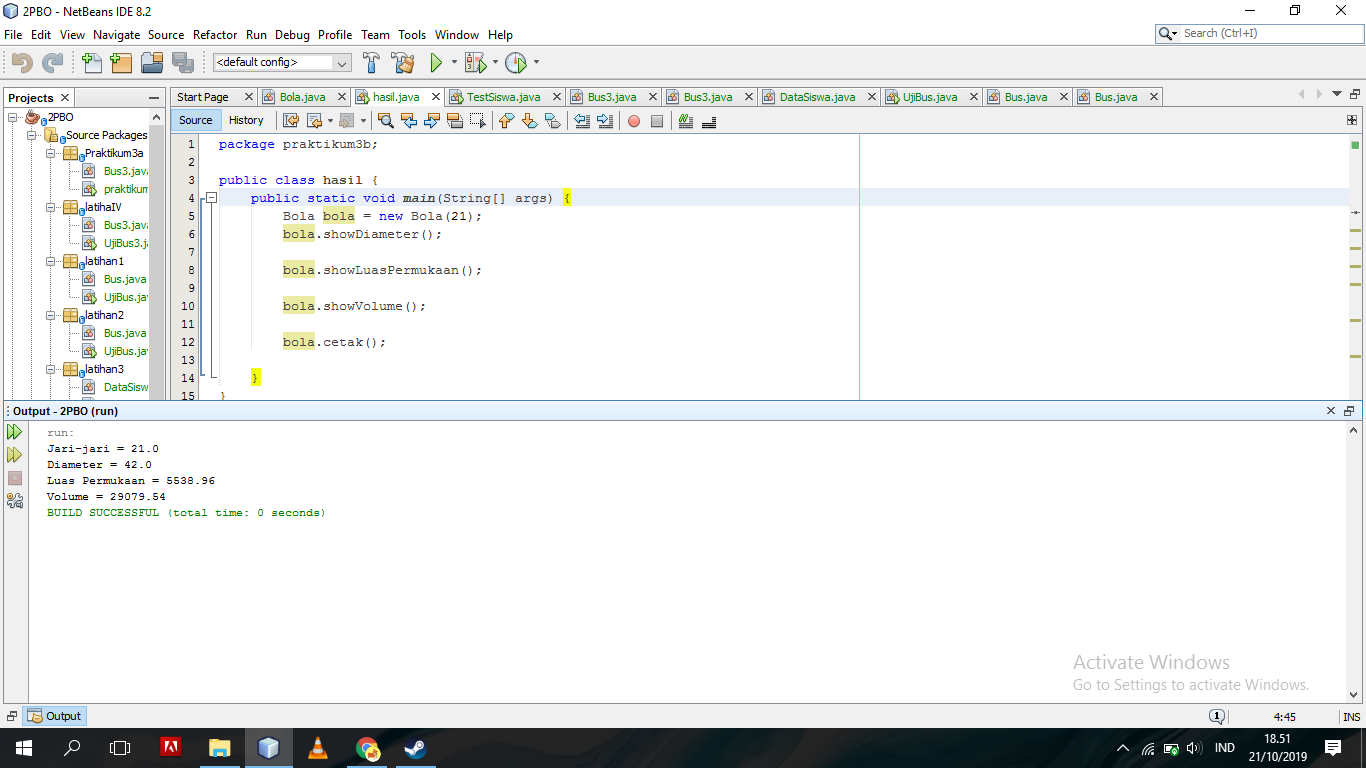 2PBO - NetBeans IDE 8.2
File Edit View Navigate Source Refactor Run Debug Profile Team Tools Window Help
Search (Ctrl+I)
<default config>
Projects
Start Page Bola.java hasil.java TestSiswa.java Bus3.java Bus3.java DataSiswa.java UjiBus.java Bus.java Bus.java
2PBO
Source Packages
Praktikum3a
Bus3.java
praktikum
latihaIV
Bus3.java
UjiBus3.j
latihan1
Bus.java
UjiBus.ja
latihan2
Bus.java
UjiBus.ja
latihan3
DataSisw
Source History
1 package praktikum3b;
2
3 public class hasil {
4 public static void main(String[] args) {
5 Bola bola = new Bola(21);
6 bola.showDiameter();
7
8 bola.showLuasPermukaan();
9
10 bola.showVolume();
11
12 bola.cetak();
13
14 }
15 }
Output - 2PBO (run)
run:
Jari-jari = 21.0
Diameter = 42.0
Luas Permukaan = 5538.96
Volume = 29079.54
BUILD SUCCESSFUL (total time: 0 seconds)
Activate Windows
Go to Settings to activate Windows.
Output
1 4:45 INS
IND
18.51
21/10/2019